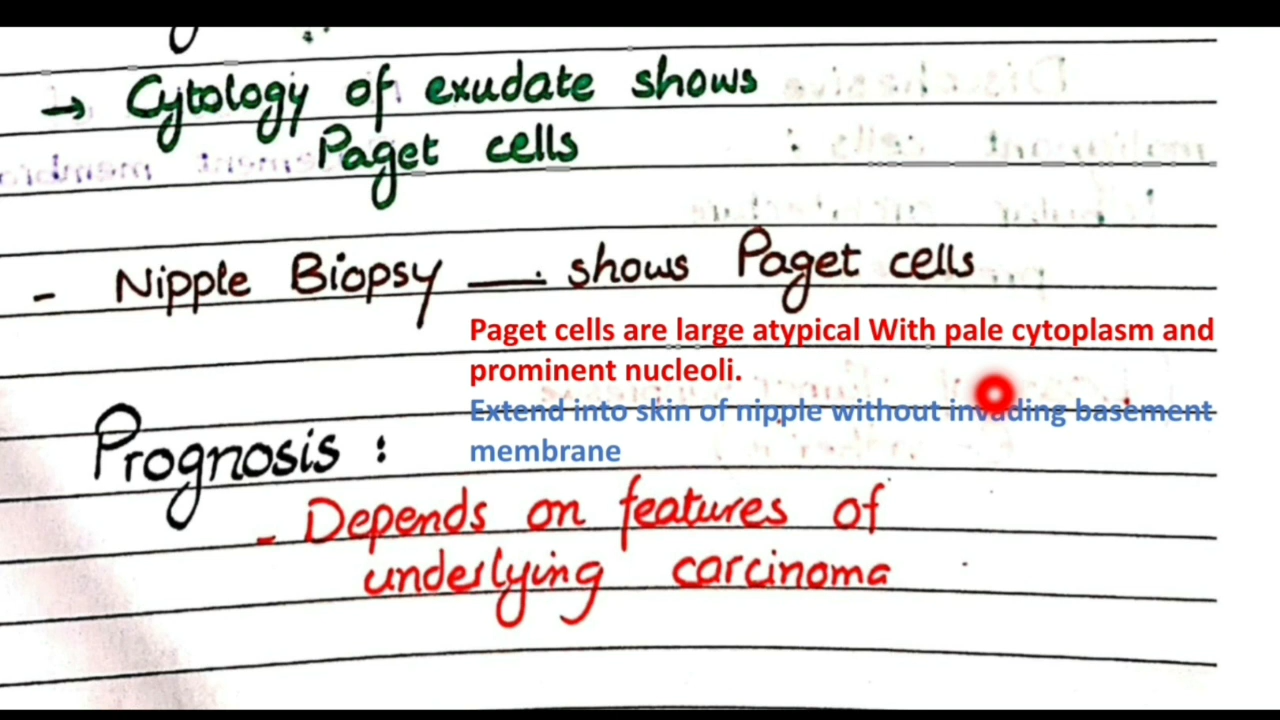 → Cytology of exudate shows
Paget cells
- Nipple Biopsy —. shows Paget cells
Paget cells are large atypical With pale cytoplasm and
prominent nucleoli.
Extend into skin of nipple without invading basement
membrane
Prognosis :
- Depends on features of
underlying carcinoma